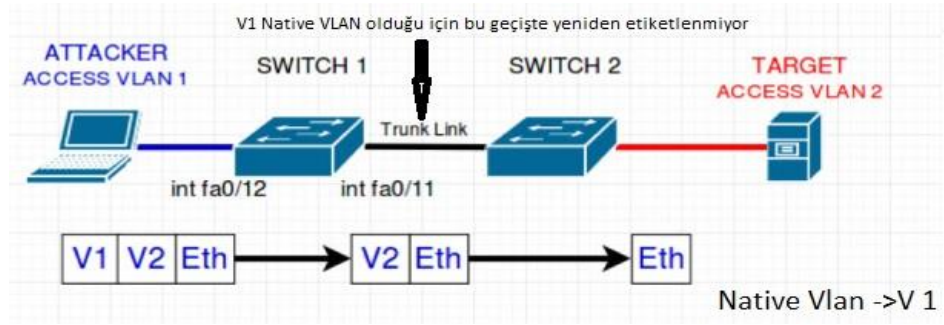 V1 Native VLAN olduğu için bu geçişte yeniden etiketlenmiyor
ATTACKER
ACCESS VLAN 1
SWITCH 1
SWITCH 2
TARGET
ACCESS VLAN 2
Trunk Link
int fa0/12
int fa0/11
V1 V2 Eth
V2 Eth
Eth
Native Vlan ->V 1